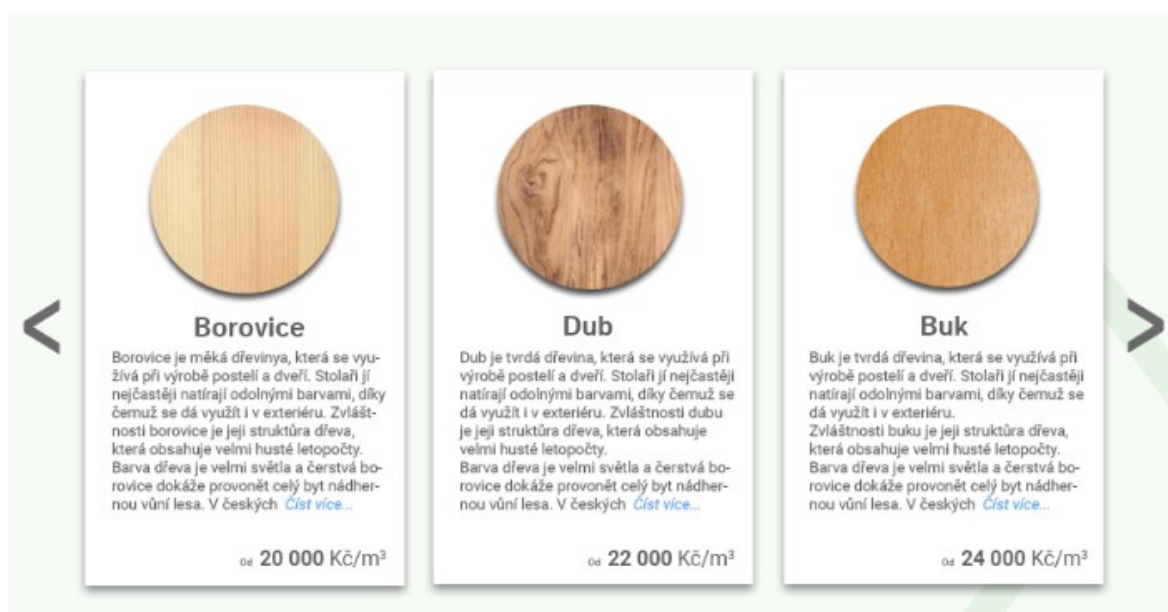 <
Borovice
Borovice je měká dřevinya, která se vyu-
žívá při výrobě postelí a dveří. Stolaři jí
nejčastěji natírají odolnými barvami, díky
čemuž se dá využít i v exteriéru. Zvlášt-
nosti borovice je jeji struktůra dřeva,
která obsahuje velmi husté letopočty.
Barva dřeva je velmi světla a čerstvá bo-
rovice dokáže provonět celý byt nádher-
nou vůní lesa. V českých Číst více...
Od 20 000 Kč/m³
Dub
Dub je tvrdá dřevina, která se využívá při
výrobě postelí a dveří. Stolaři jí nejčastěji
natírají odolnými barvami, díky čemuž se
dá využít i v exteriéru. Zvláštnosti dubu
je jeji struktůra dřeva, která obsahuje
velmi husté letopočty.
Barva dřeva je velmi světla a čerstvá bo-
rovice dokáže provonět celý byt nádher-
nou vůní lesa. V českých Číst více...
Od 22 000 Kč/m³
Buk
Buk je tvrdá dřevina, která se využívá při
výrobě postelí a dveří. Stolaři jí nejčastěji
natírají odolnými barvami, díky čemuž se
dá využít i v exteriéru.
Zvláštnosti buku je jeji struktůra dřeva,
která obsahuje velmi husté letopočty.
Barva dřeva je velmi světla a čerstvá bo-
rovice dokáže provonět celý byt nádher-
nou vůní lesa. V českých Číst více...
Od 24 000 Kč/m³
>